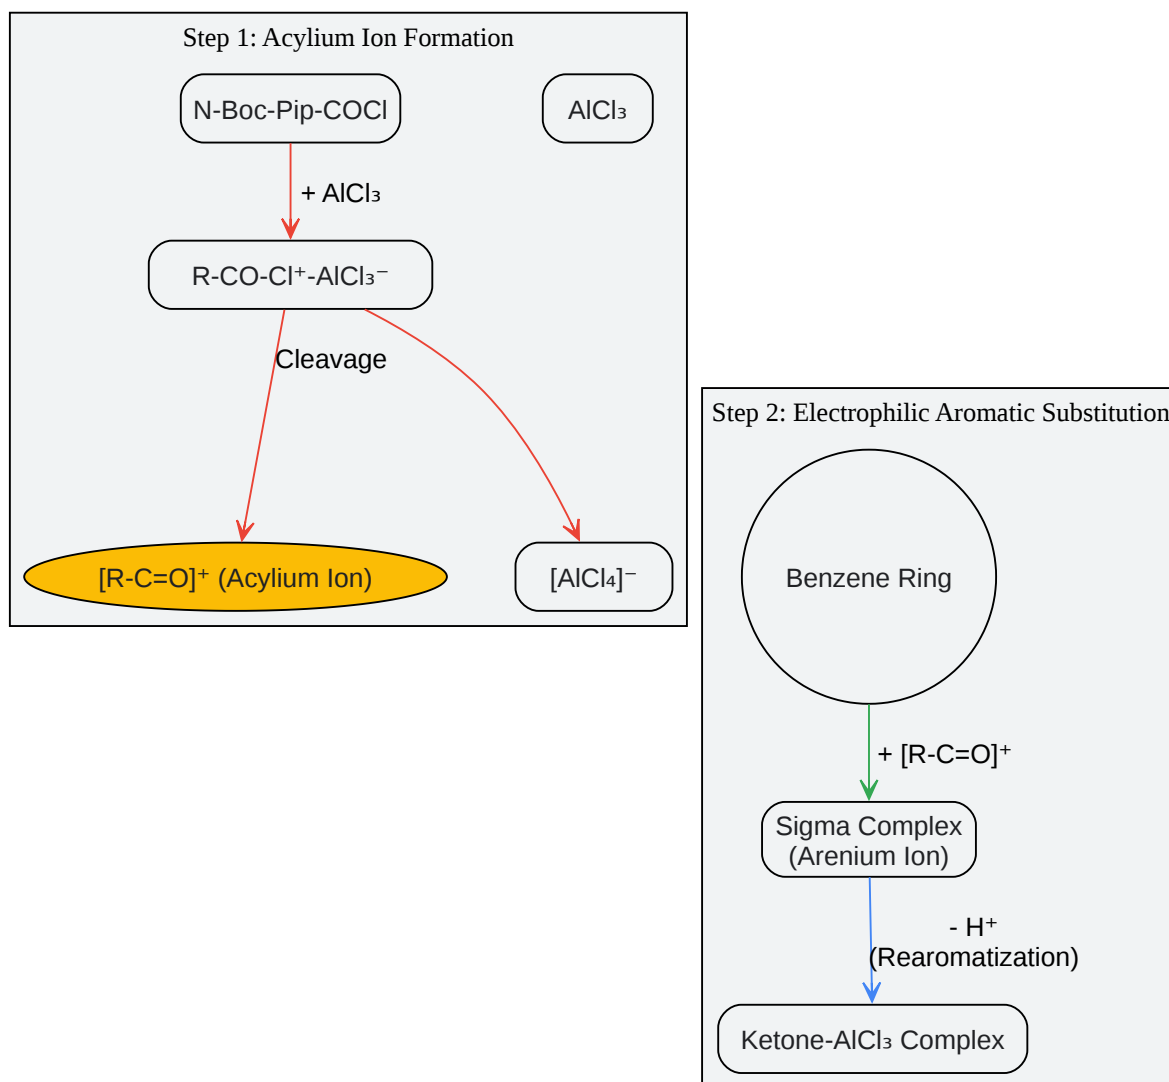 Step 1: Acylium Ion Formation
N-Boc-Pip-COCl
AlCl₃
+ AlCl₃
R-CO-Cl⁺-AlCl₃⁻
Cleavage
[R-C=O]⁺ (Acylium Ion)
[AlCl₄]⁻
Step 2: Electrophilic Aromatic Substitution
Benzene Ring
+ [R-C=O]⁺
Sigma Complex
(Arenium Ion)
- H⁺
(Rearomatization)
Ketone-AlCl₃ Complex